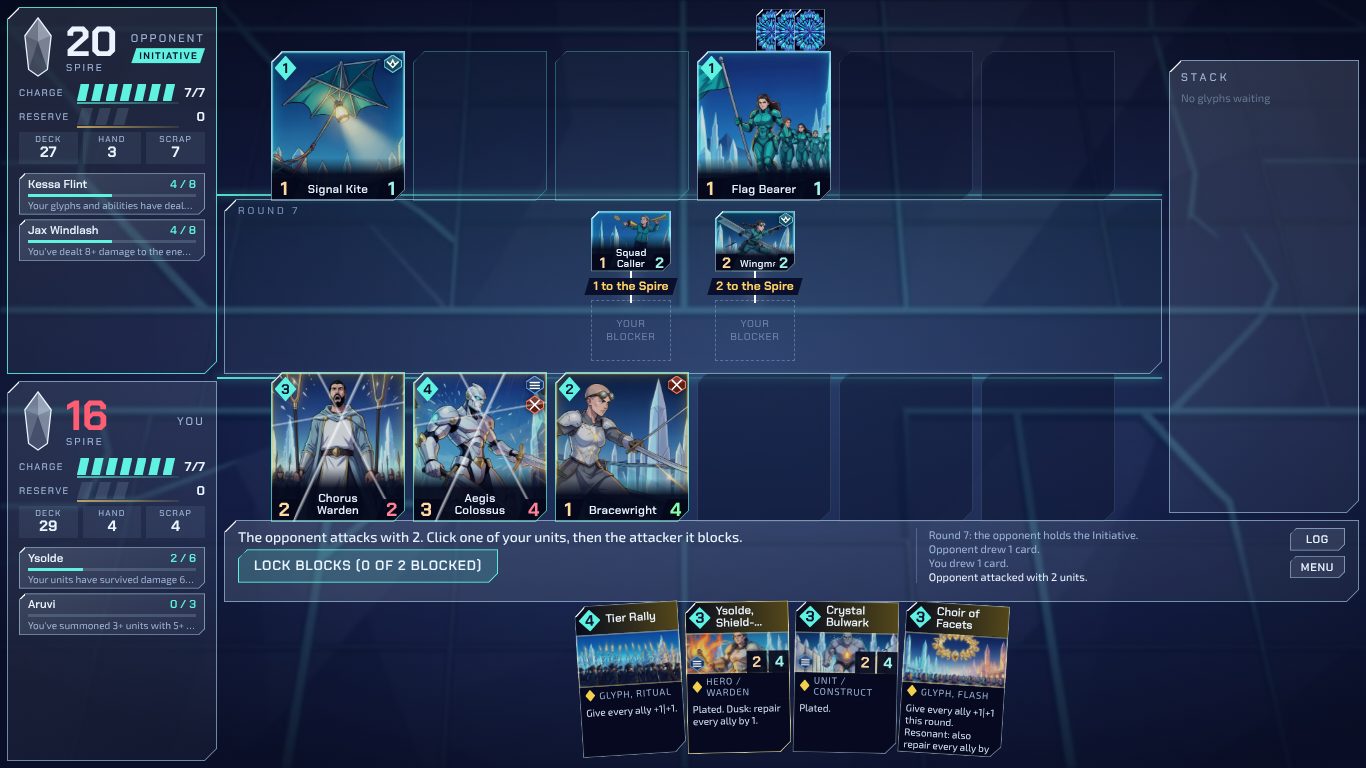 20
OPPONENT
INITIATIVE
SPIRE
CHARGE 7/7
RESERVE 0
DECK HAND SCRAP
27 3 7
Kessa Flint 4 / 8
Your glyphs and abilities have deal...
Jax Windlash 4 / 8
You've dealt 8+ damage to the ene...
1
1 Signal Kite 1
1
1 Flag Bearer 1
STACK
No glyphs waiting
ROUND 7
1 Squad Caller 2
2 2
1 to the Spire
2 to the Spire
YOUR
BLOCKER
YOUR
BLOCKER
16
YOU
SPIRE
CHARGE 7/7
RESERVE 0
DECK HAND SCRAP
29 4 4
Ysolde 2 / 6
Your units have survived damage 6...
Aruvi 0 / 3
You've summoned 3+ units with 5+ ...
3
2 Chorus Warden 2
4
3 Aegis Colossus 4
2
1 Bracewright 4
The opponent attacks with 2. Click one of your units, then the attacker it blocks.
LOCK BLOCKS (0 OF 2 BLOCKED)
Round 7: the opponent holds the Initiative.
Opponent drew 1 card.
You drew 1 card.
Opponent attacked with 2 units.
LOG
MENU
4 Tier Rally
GLYPH, RITUAL
Give every ally +1|+1.
3 Ysolde,
Shield-...
2 4
HERO /
WARDEN
Plated. Dusk: repair
every ally by 1.
3 Crystal
Bulwark
2 4
UNIT /
CONSTRUCT
Plated.
3 Choir of
Facets
GLYPH, FLASH
Give every ally +1|+1
this round.
Resonant: also
repair every ally by